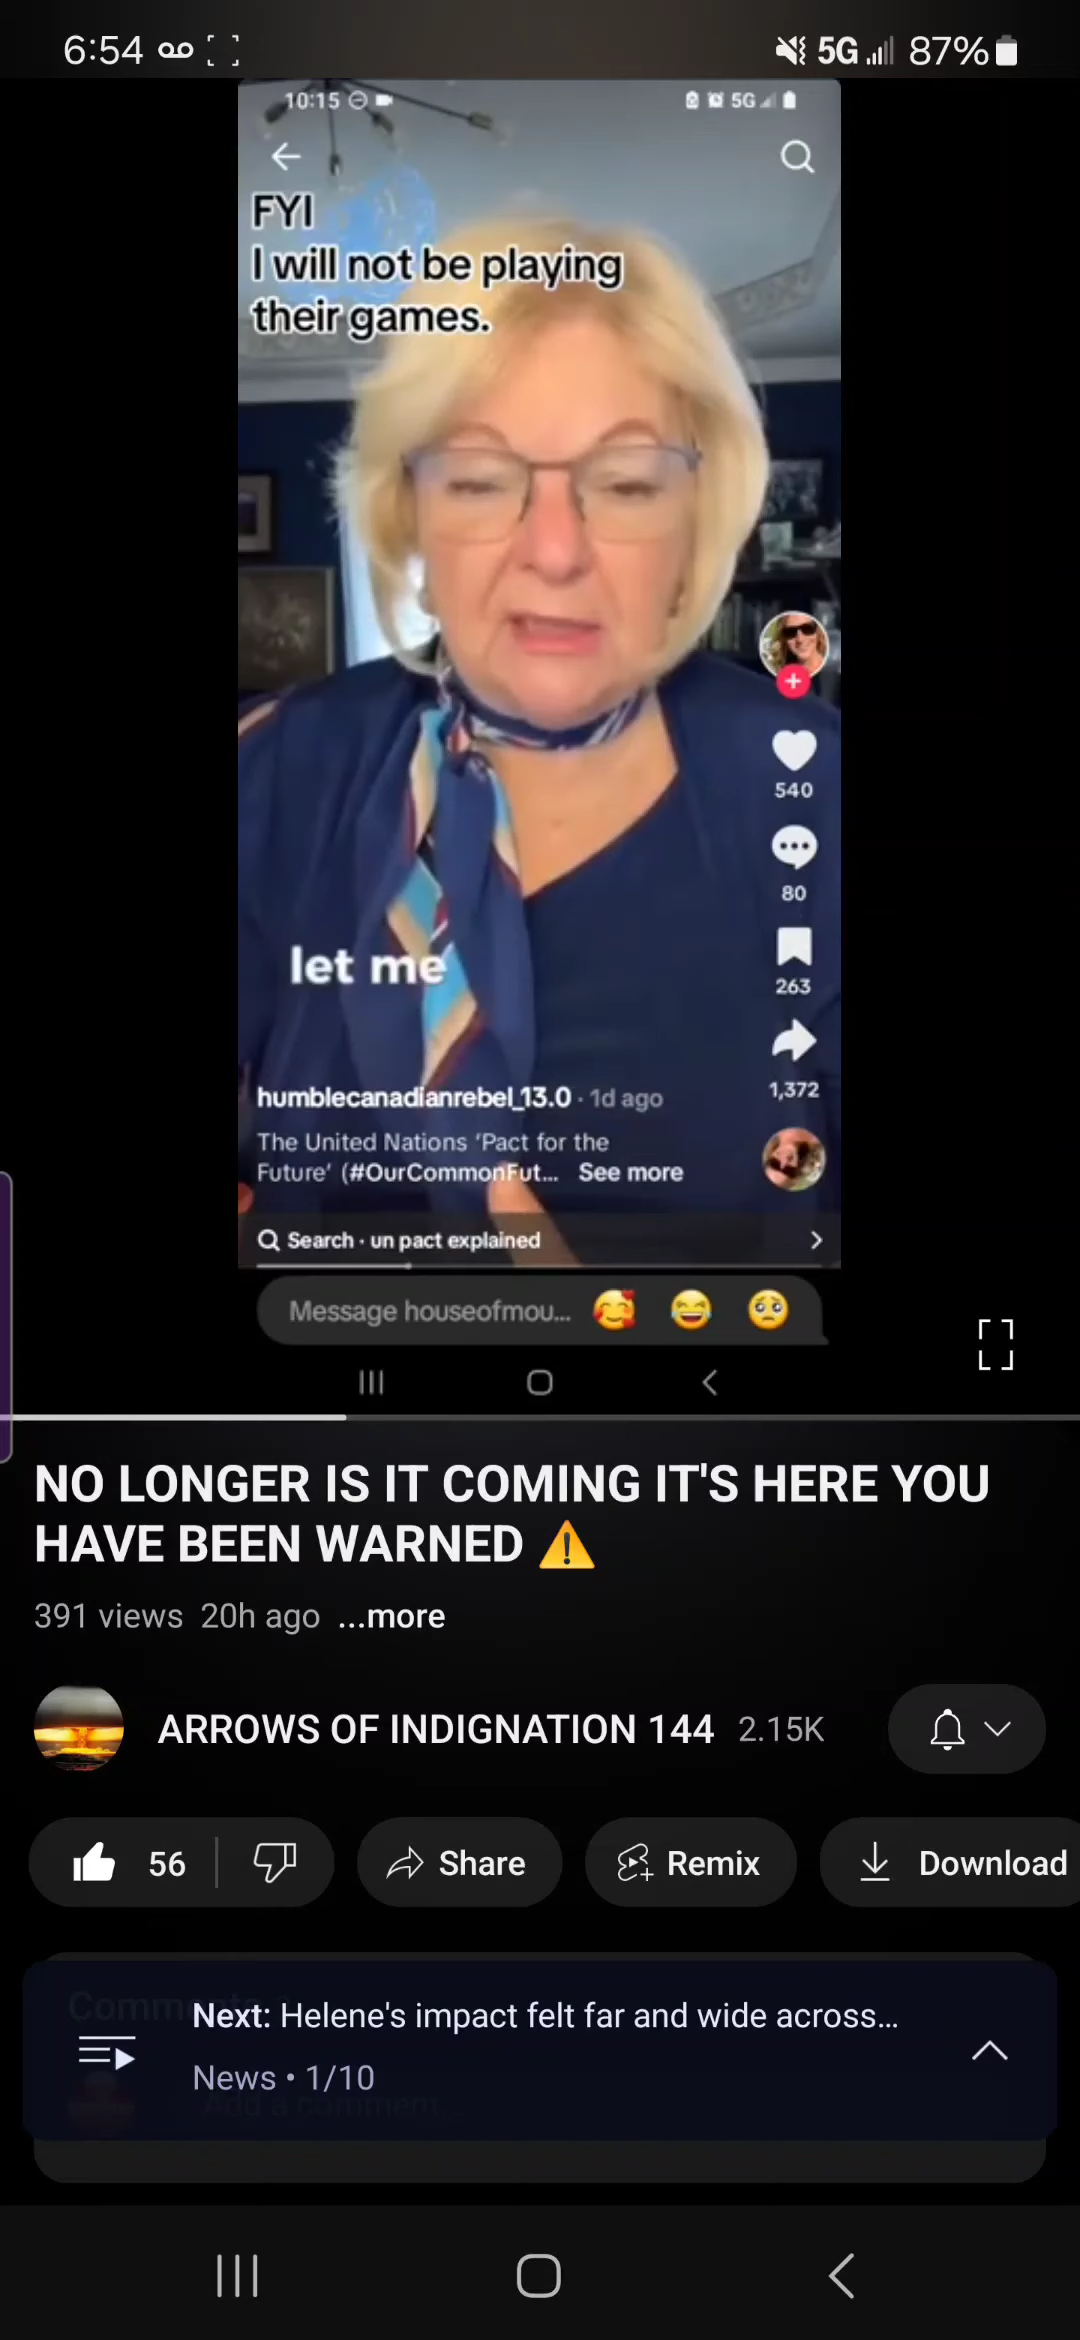 6:54 5G 87%
10:15 5G
FYI
I will not be playing
their games.
540
80
let me
263
humblecanadianrebel_13.0 · 1d ago
1,372
The United Nations ‘Pact for the
Future’ (#OurCommonFut... See more
Search · un pact explained
Message houseofmou...
NO LONGER IS IT COMING IT'S HERE YOU
HAVE BEEN WARNED ⚠️
391 views 20h ago ...more
ARROWS OF INDIGNATION 144 2.15K
56 Share Remix Download
Next: Helene's impact felt far and wide across...
News • 1/10
Add a comment...